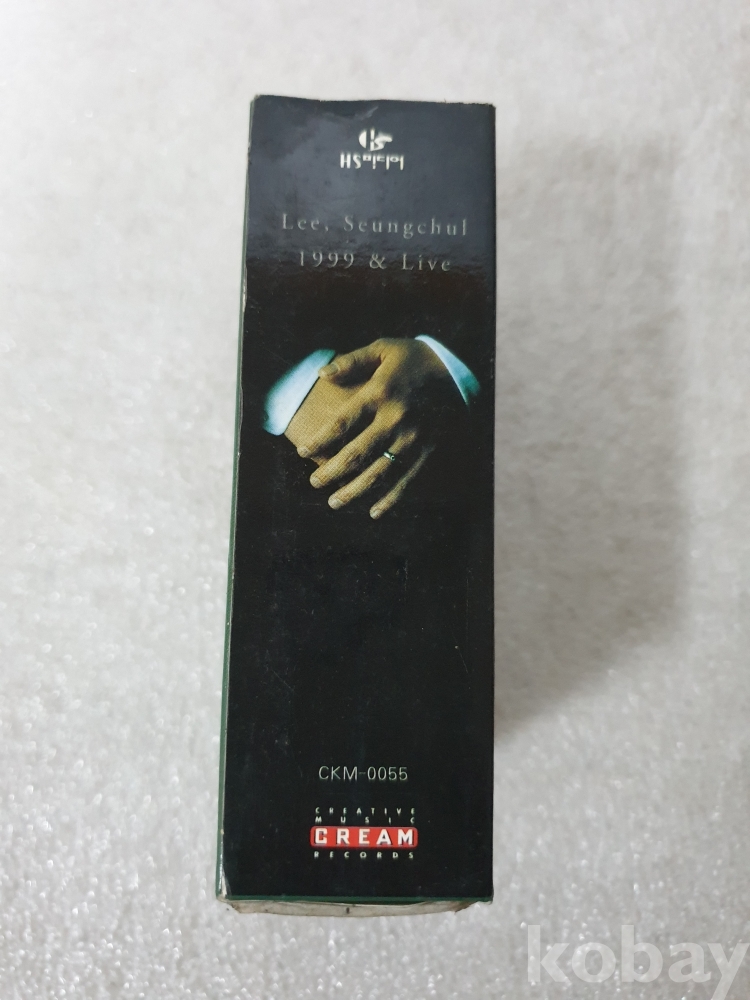 HS미디어
Lee, Seungchul
1999 & Live
CKM-0055
CREATIVE
MUSIC
CREAM
RECORDS
kobay